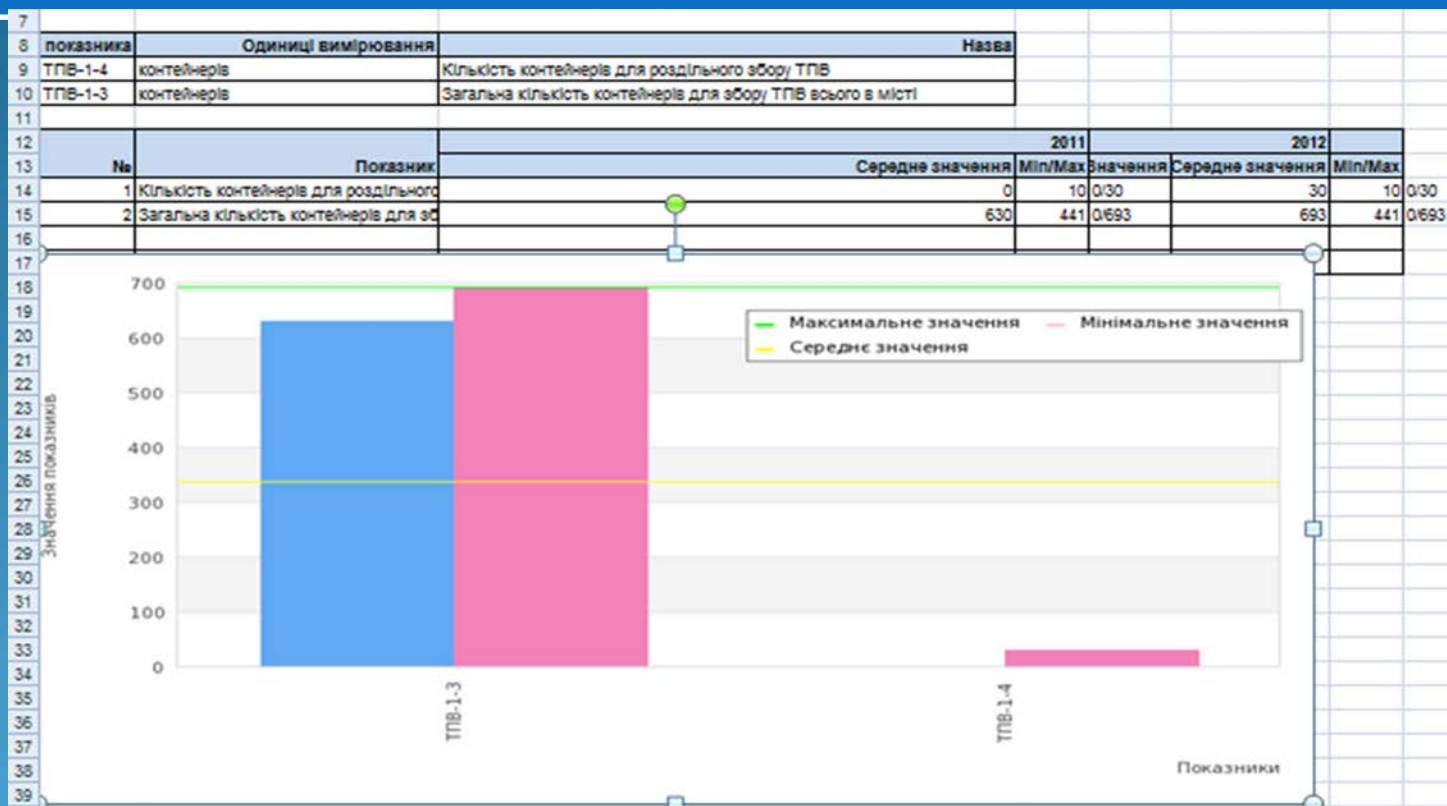 7
8 показника Одиниці вимірювання Назва
9 ТПВ-1-4 контейнерів Кількість контейнерів для роздільного збору ТПВ
10 ТПВ-1-3 контейнерів Загальна кількість контейнерів для збору ТПВ всього в місті
11
12 2011 2012
13 № Показник Середне значення Min/Max Значення Середне значення Min/Max
14 1 Кількість контейнерів для роздільного 0 10 0/30 30 10 0/30
15 2 Загальна кількість контейнерів для зб 630 441 0/693 693 441 0/693
16
17
18
19
20
21
22
23
24
25
26
27
28
29
30
31
32
33
34
35
36
37
38
39
700
600
500
400
300
200
100
0
Значення показників
Максимальне значення Мінімальне значення
Середнє значення
ТПВ-1-3 ТПВ-1-4
Показники